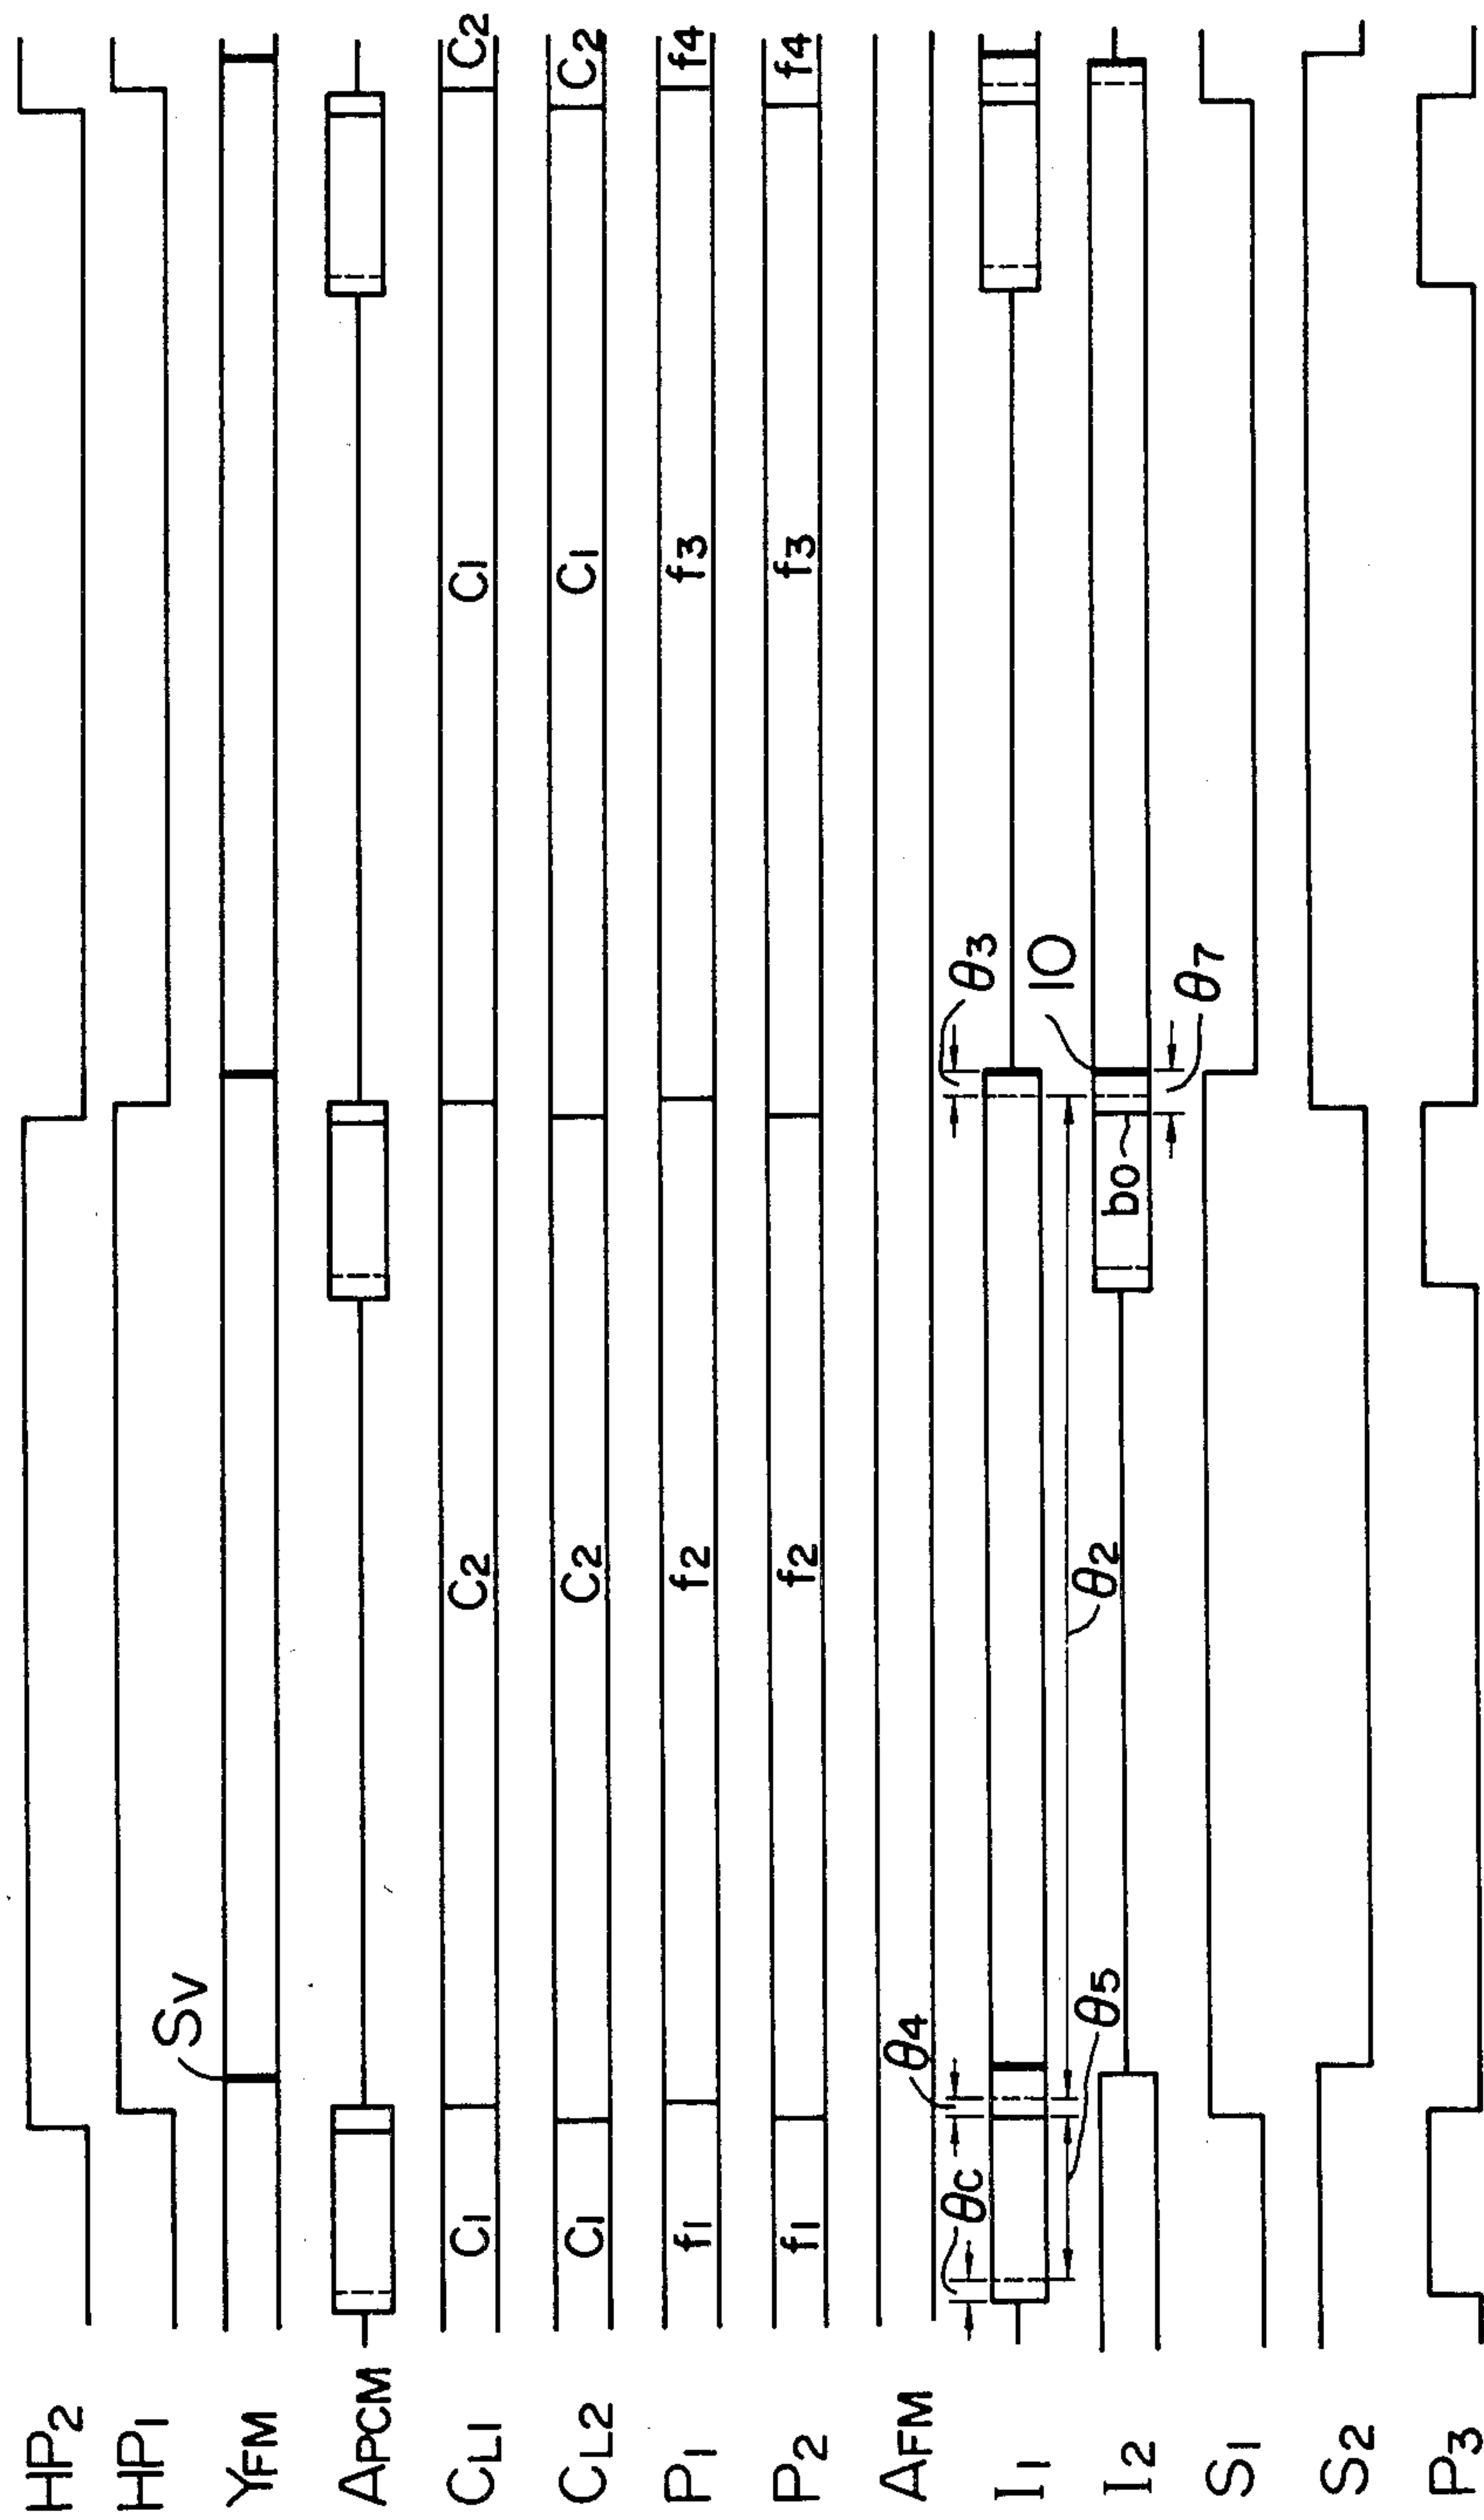 HP2
HP1
SV
YFM
APCM
CL1 C1 C2 C1 C2
CL2 C1 C2 C1 C2
P1 f1 f2 f3 f4
P2 f1 f2 f3 f4
AFM
θc θ4 θ3
I1
θ5 θ2 10
I2 bo
θ7
S1
S2
P3